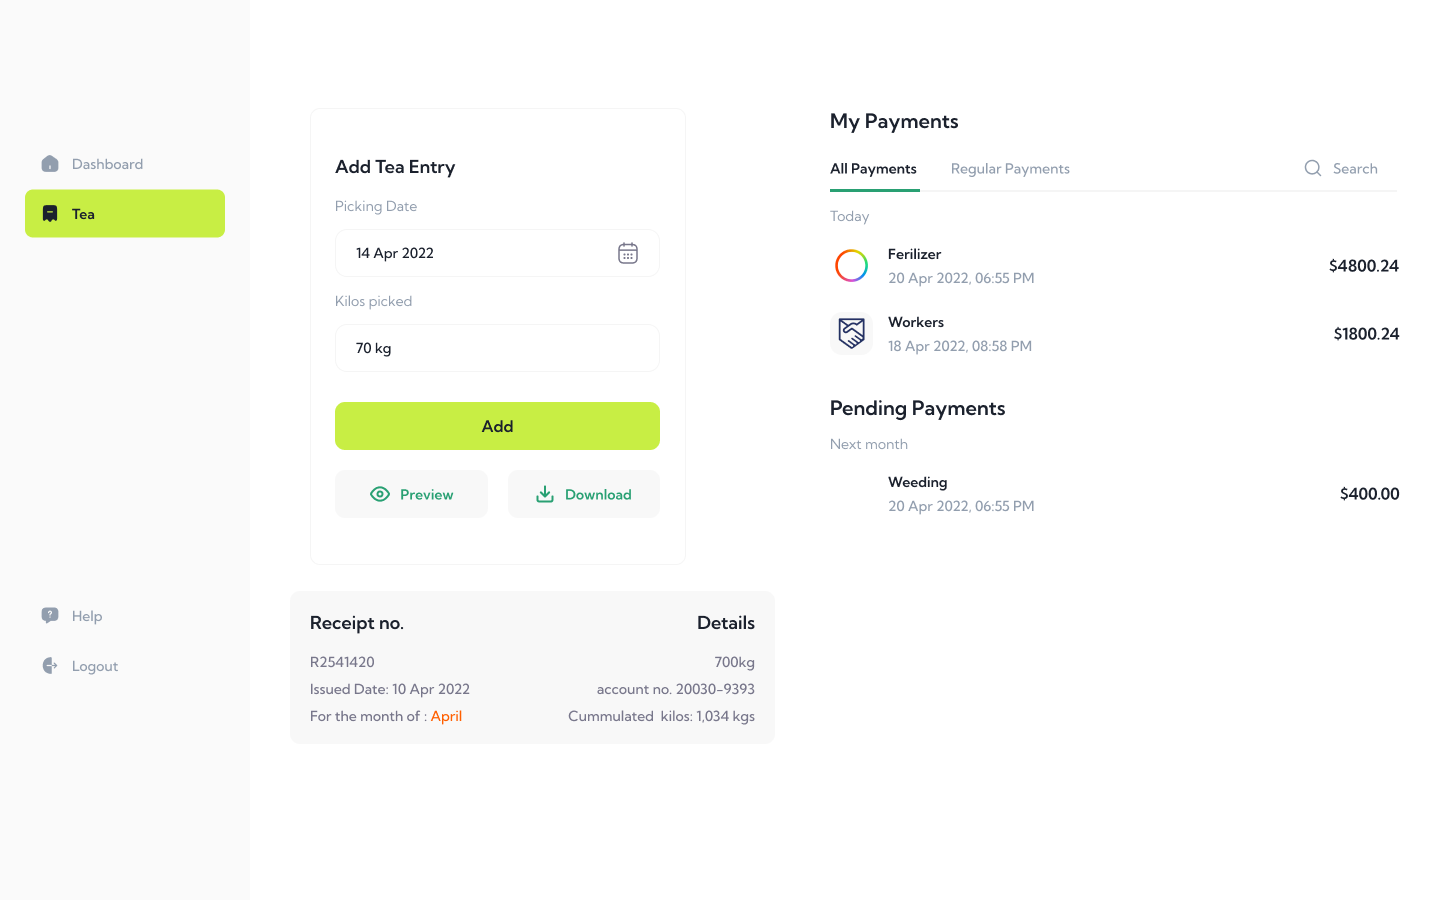 Dashboard
Tea
Help
Logout
Add Tea Entry
Picking Date
14 Apr 2022
Kilos picked
70 kg
Add
Preview
Download
Receipt no.
Details
R2541420
700kg
Issued Date: 10 Apr 2022
account no. 20030-9393
For the month of : April
Cummulated kilos: 1,034 kgs
My Payments
All Payments
Regular Payments
Search
Today
Ferilizer
20 Apr 2022, 06:55 PM
$4800.24
Workers
18 Apr 2022, 08:58 PM
$1800.24
Pending Payments
Next month
Weeding
20 Apr 2022, 06:55 PM
$400.00